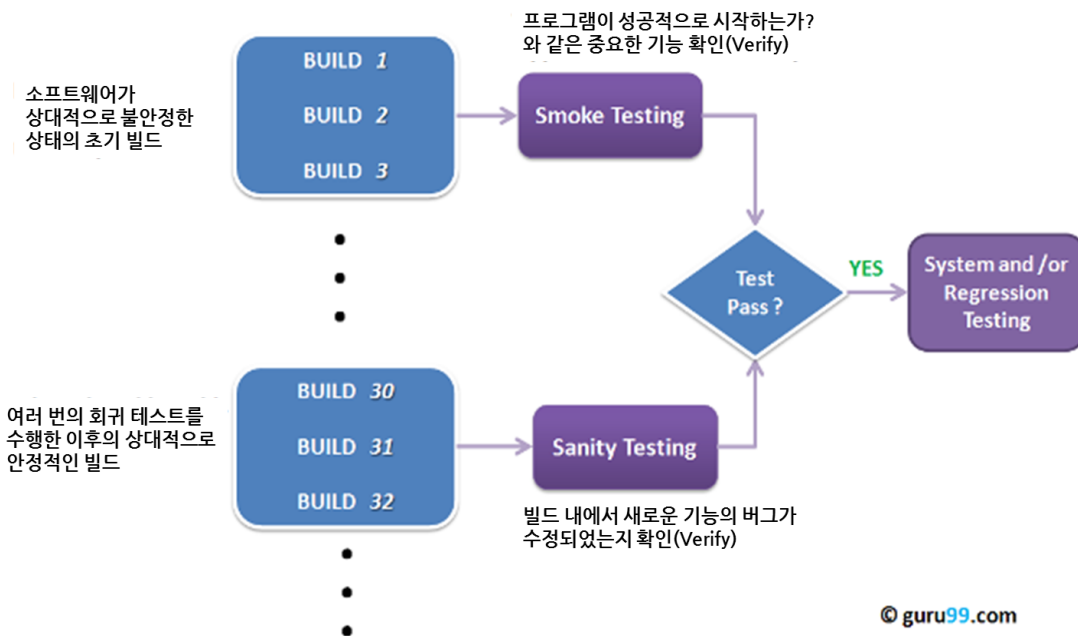 프로그램이 성공적으로 시작하는가?
와 같은 중요한 기능 확인(Verify)
소프트웨어가
상대적으로 불안정한
상태의 초기 빌드
BUILD 1
BUILD 2
BUILD 3
Smoke Testing
Test
Pass ?
YES
System and /or
Regression
Testing
여러 번의 회귀 테스트를
수행한 이후의 상대적으로
안정적인 빌드
BUILD 30
BUILD 31
BUILD 32
Sanity Testing
빌드 내에서 새로운 기능의 버그가
수정되었는지 확인(Verify)
© guru99.com